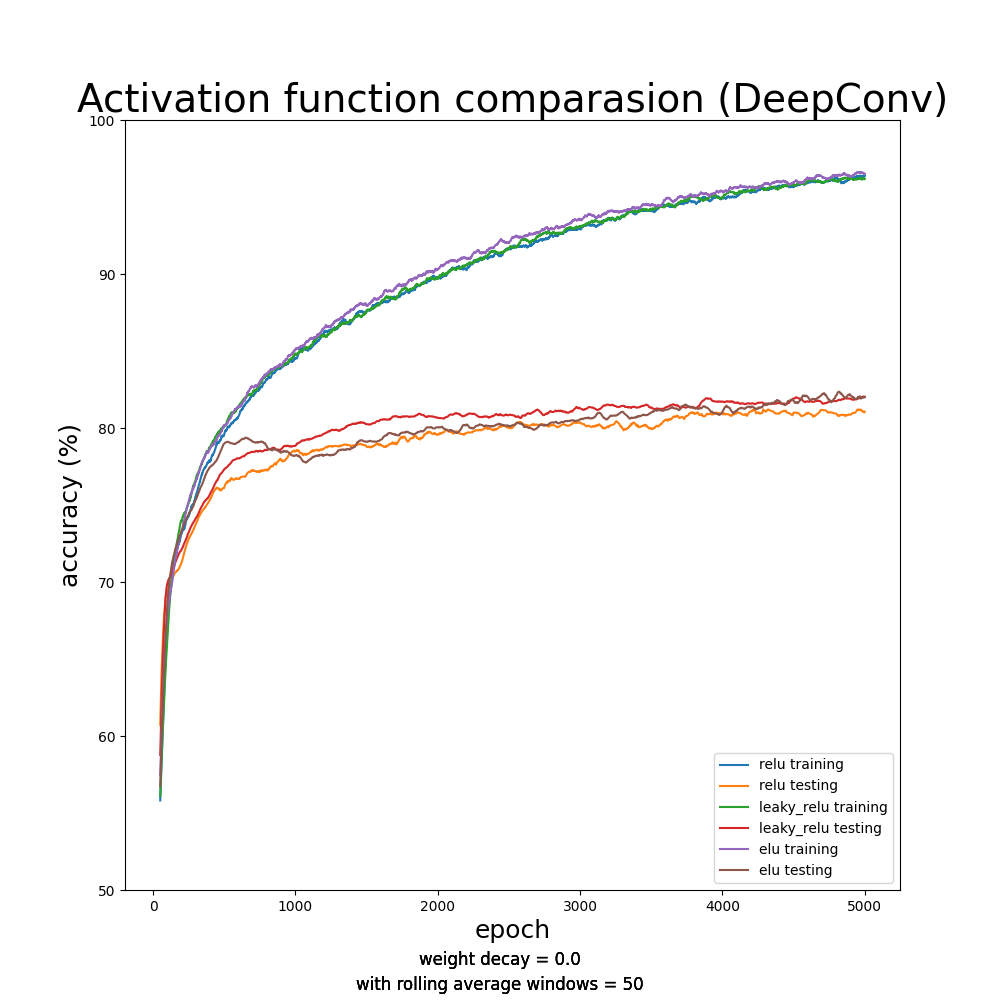 Activation function comparasion (DeepConv)
100
90
80
70
60
50
accuracy (%)
relu training
relu testing
leaky_relu training
leaky_relu testing
elu training
elu testing
0 1000 2000 3000 4000 5000
epoch
weight decay = 0.0
with rolling average windows = 50